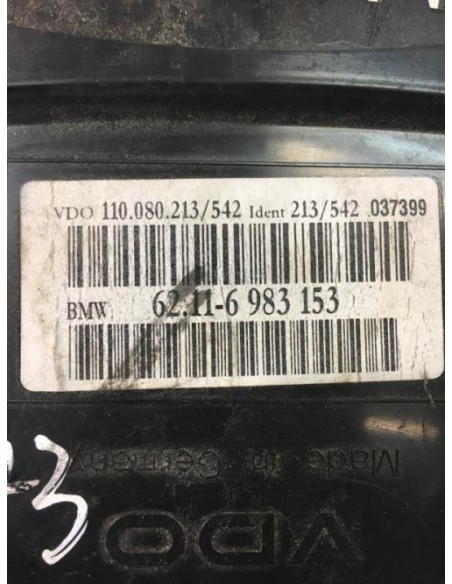 VDO 110.080.213/542 Ident 213/542 037399
BMW 62.11-6 983 153
Made in Germany
VDO